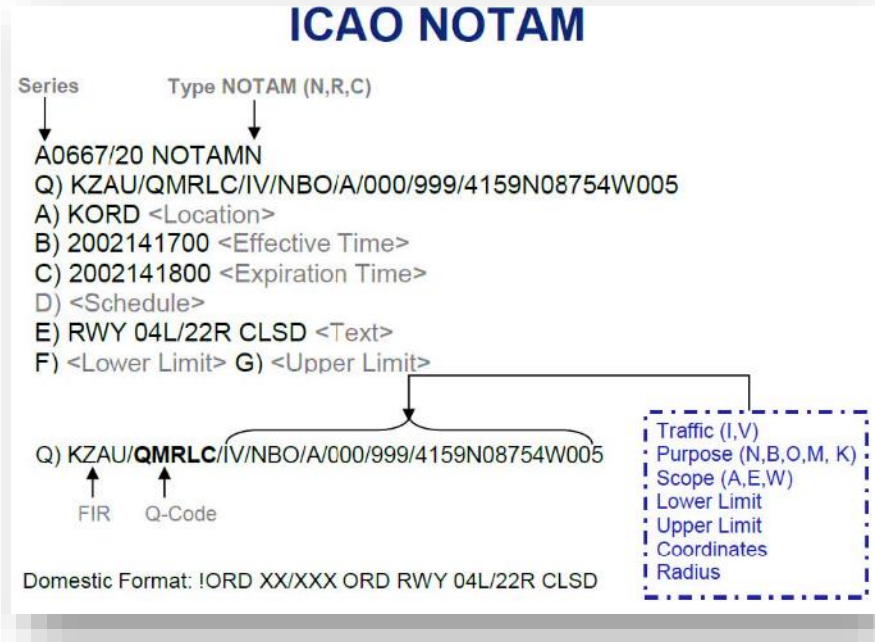 ICAO NOTAM
Series Type NOTAM (N,R,C)
A0667/20 NOTAMN
Q) KZAU/QMRLC/IV/NBO/A/000/999/4159N08754W005
A) KORD <Location>
B) 2002141700 <Effective Time>
C) 2002141800 <Expiration Time>
D) <Schedule>
E) RWY 04L/22R CLSD <Text>
F) <Lower Limit> G) <Upper Limit>
Q) KZAU/QMRLC/IV/NBO/A/000/999/4159N08754W005
FIR Q-Code
Traffic (I,V)
Purpose (N,B,O,M, K)
Scope (A,E,W)
Lower Limit
Upper Limit
Coordinates
Radius
Domestic Format: !ORD XX/XXX ORD RWY 04L/22R CLSD